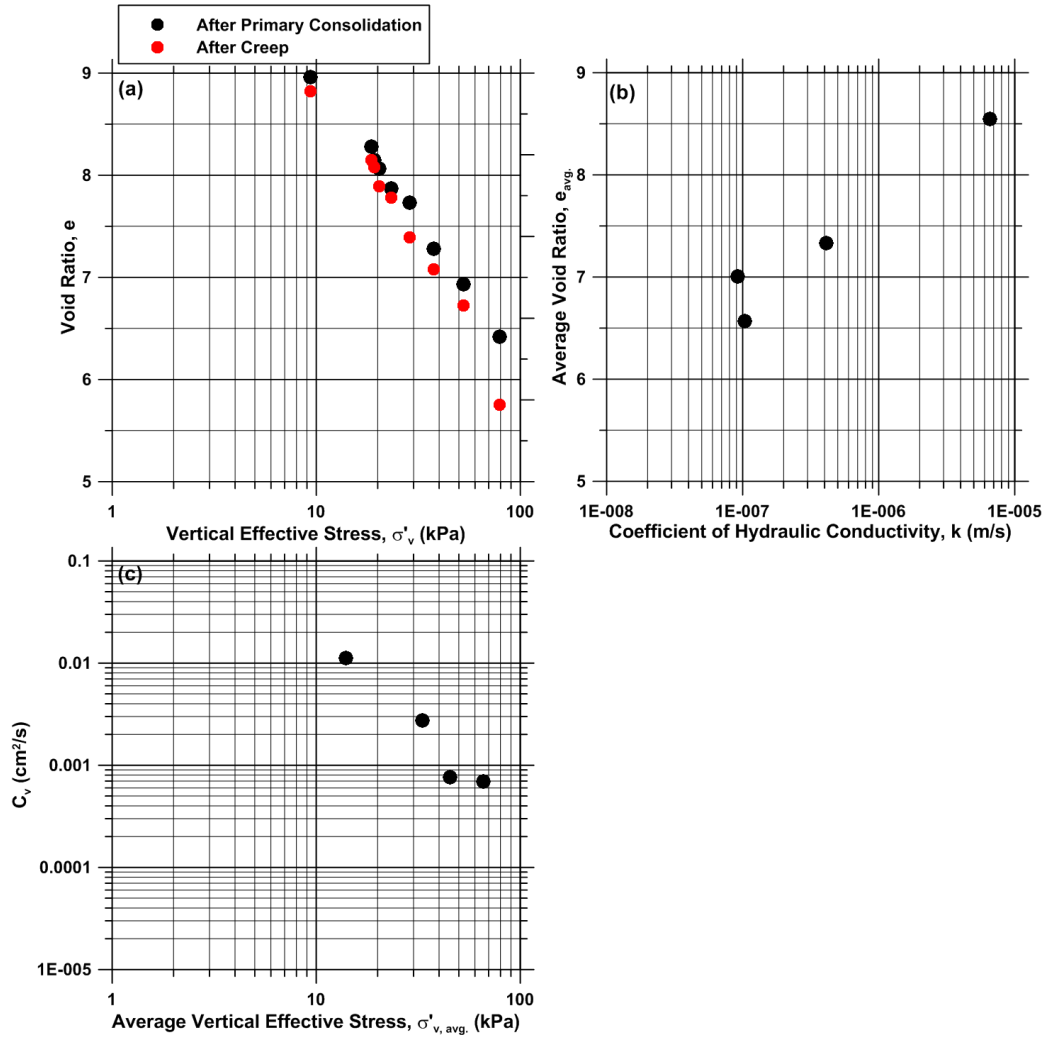 After Primary Consolidation
After Creep
(a)
9
8
7
6
5
Void Ratio, e
1 10 100
Vertical Effective Stress, σ'v (kPa)
(b)
9
8
7
6
5
Average Void Ratio, eavg.
1E-008 1E-007 1E-006 1E-005
Coefficient of Hydraulic Conductivity, k (m/s)
(c)
0.1
0.01
0.001
0.0001
1E-005
Cv (cm²/s)
1 10 100
Average Vertical Effective Stress, σ'v, avg. (kPa)